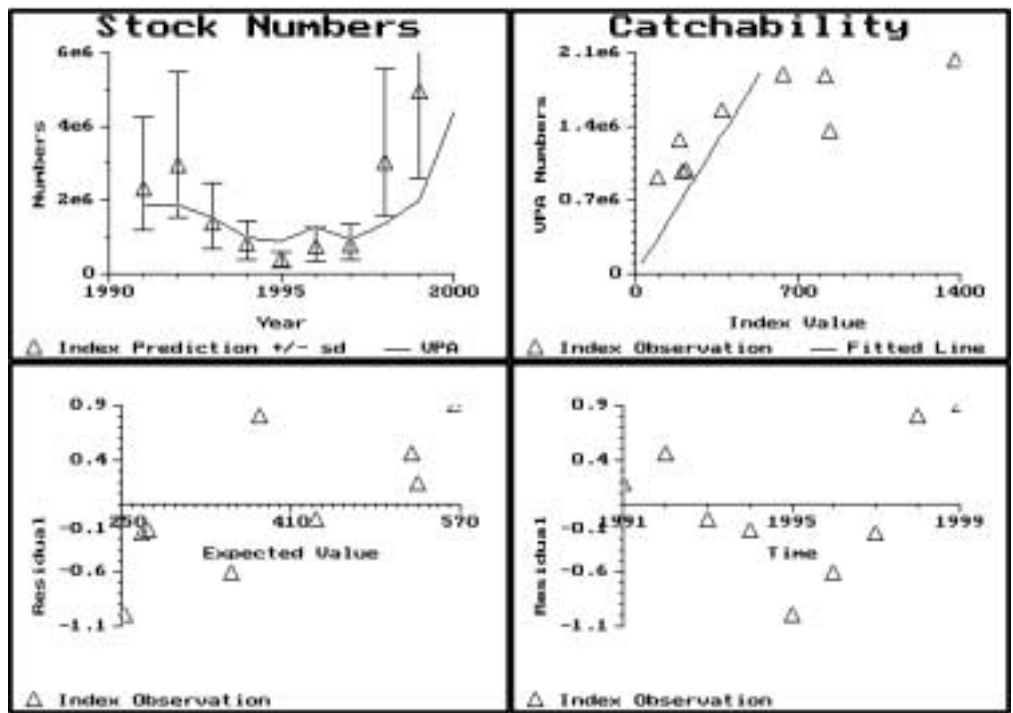 Stock Numbers
6e6
4e6
2e6
0
Numbers
1990 1995 2000
Year
△ Index Prediction +/- sd — VPA
Catchability
2.1e6
1.4e6
0.7e6
0
VPA Numbers
0 700 1400
Index Value
△ Index Observation — Fitted Line
0.9
0.4
-0.1
-0.6
-1.1
Residual
250 410 570
Expected Value
△ Index Observation
0.9
0.4
-0.1
-0.6
-1.1
Residual
1991 1995 1999
Time
△ Index Observation